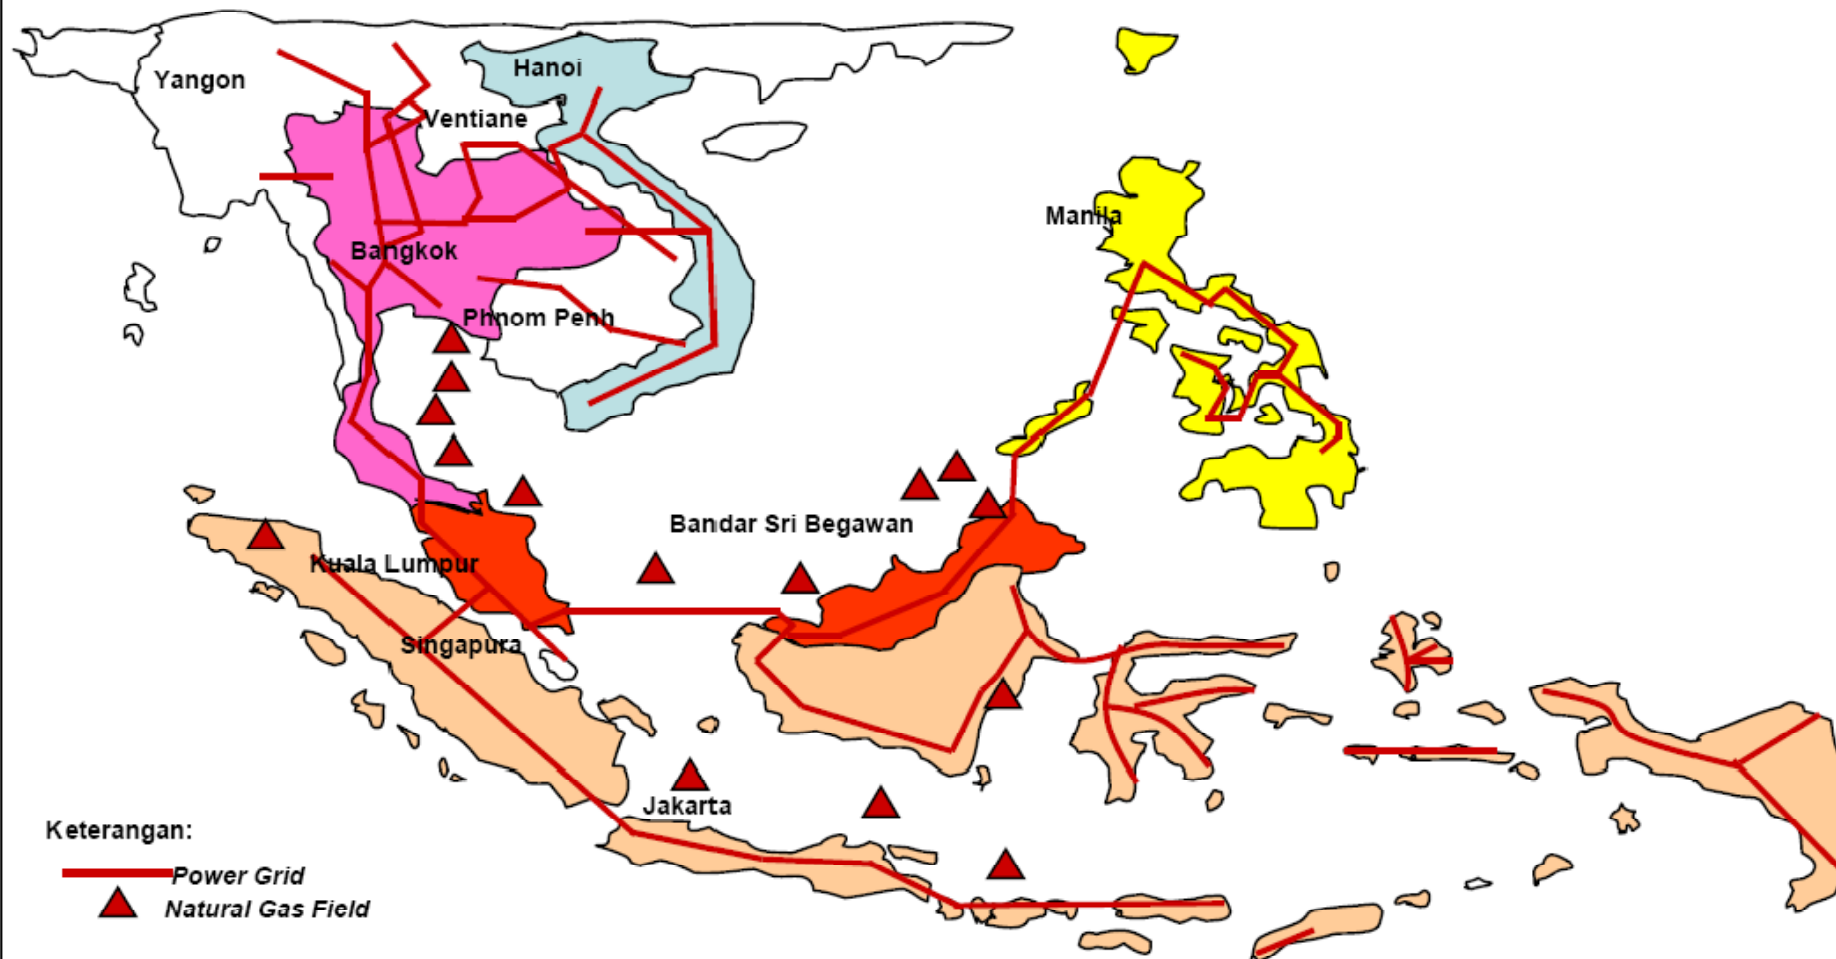 Hanoi
Yangon
Ventiane
Manila
Bangkok
Phnom Penh
Bandar Sri Begawan
Kuala Lumpur
Singapura
Jakarta
Keterangan:
Power Grid
Natural Gas Field